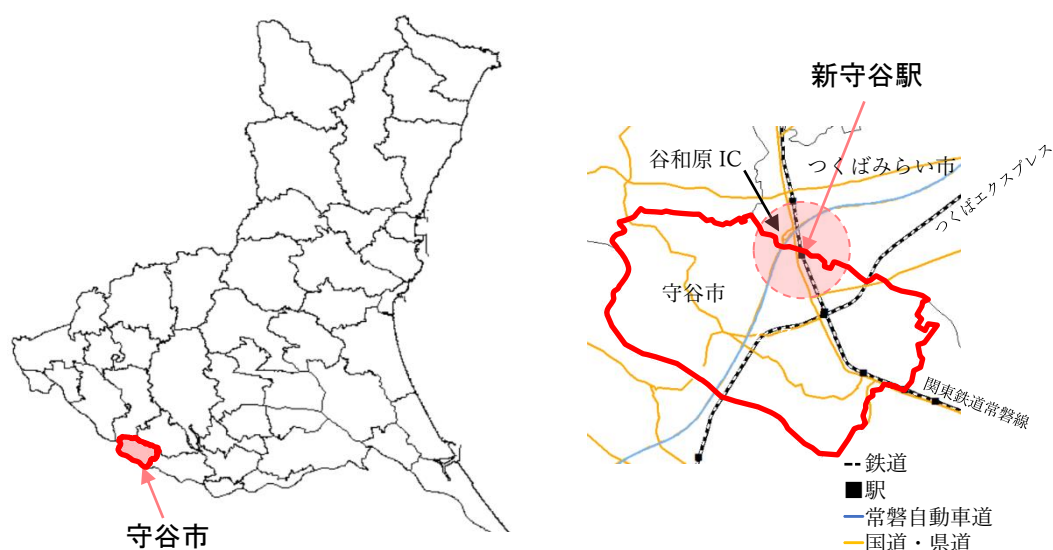 新守谷駅
谷和原 IC
つくばみらい市
つくばエクスプレス
守谷市
関東鉄道常磐線
守谷市
鉄道
駅
常磐自動車道
国道・県道